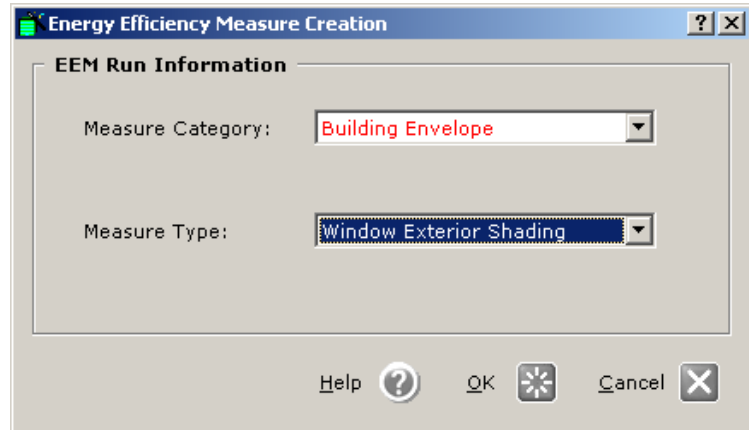 Energy Efficiency Measure Creation
EEM Run Information
Measure Category: Building Envelope
Measure Type: Window Exterior Shading
Help ? OK Cancel